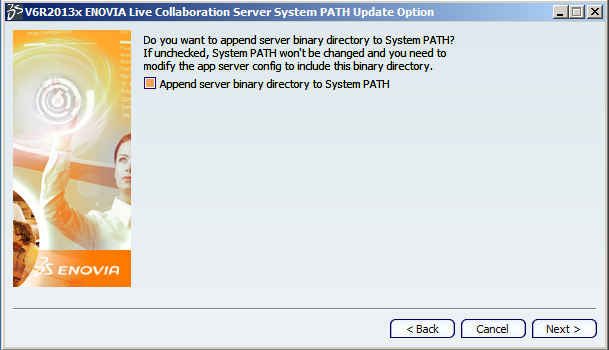 V6R2013x ENOVIA Live Collaboration Server System PATH Update Option
Do you want to append server binary directory to System PATH?
If unchecked, System PATH won't be changed and you need to
modify the app server config to include this binary directory.
Append server binary directory to System PATH
ENOVIA
< Back Cancel Next >